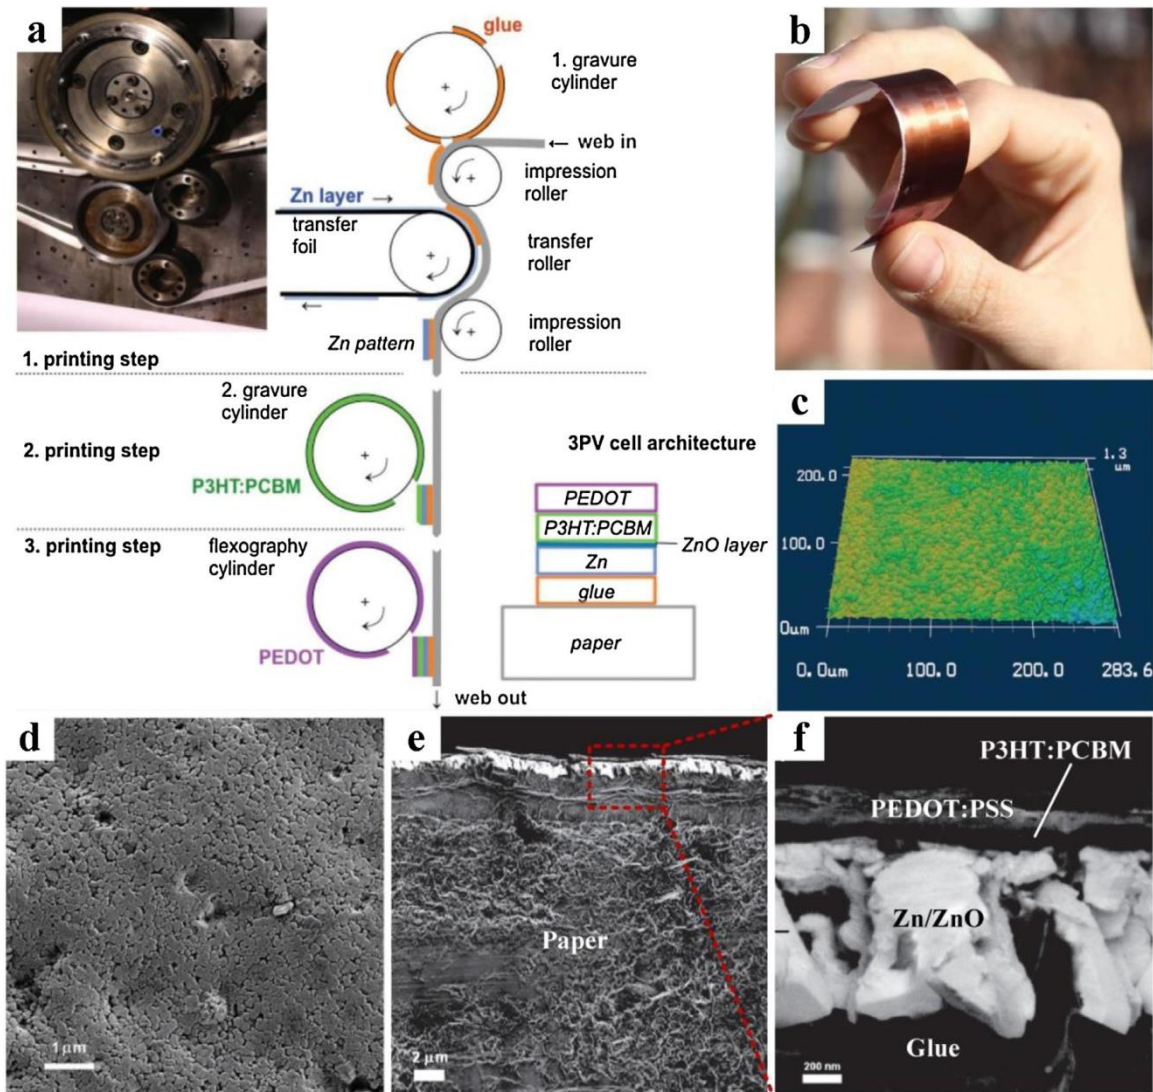 a
glue
1. gravure
cylinder
← web in
impression
roller
Zn layer →
transfer
foil
transfer
roller
←
impression
roller
Zn pattern
1. printing step
2. gravure
cylinder
2. printing step
P3HT:PCBM
3. printing step
flexography
cylinder
PEDOT
web out
3PV cell architecture
PEDOT
P3HT:PCBM
ZnO layer
Zn
glue
paper
b
c
1.3
um
200.0
100.0
0um
0.0um 100.0 200.0 283.6
d
1 μm
e
Paper
2 μm
f
P3HT:PCBM
PEDOT:PSS
Zn/ZnO
Glue
200 nm